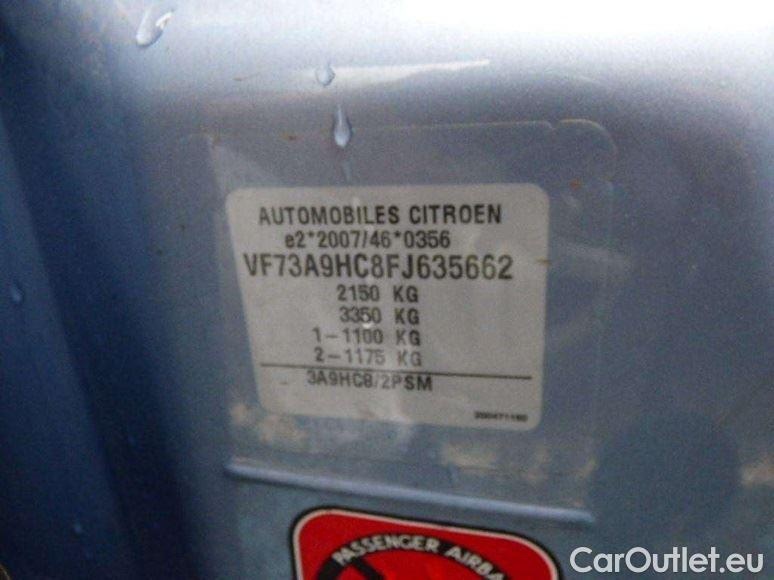 AUTOMOBILES CITROEN
e2*2007/46*0356
VF73A9HC8FJ635662
2150 KG
3350 KG
1-1100 KG
2-1175 KG
3A9HC8/2PSM
PASSENGER
CarOutlet.eu